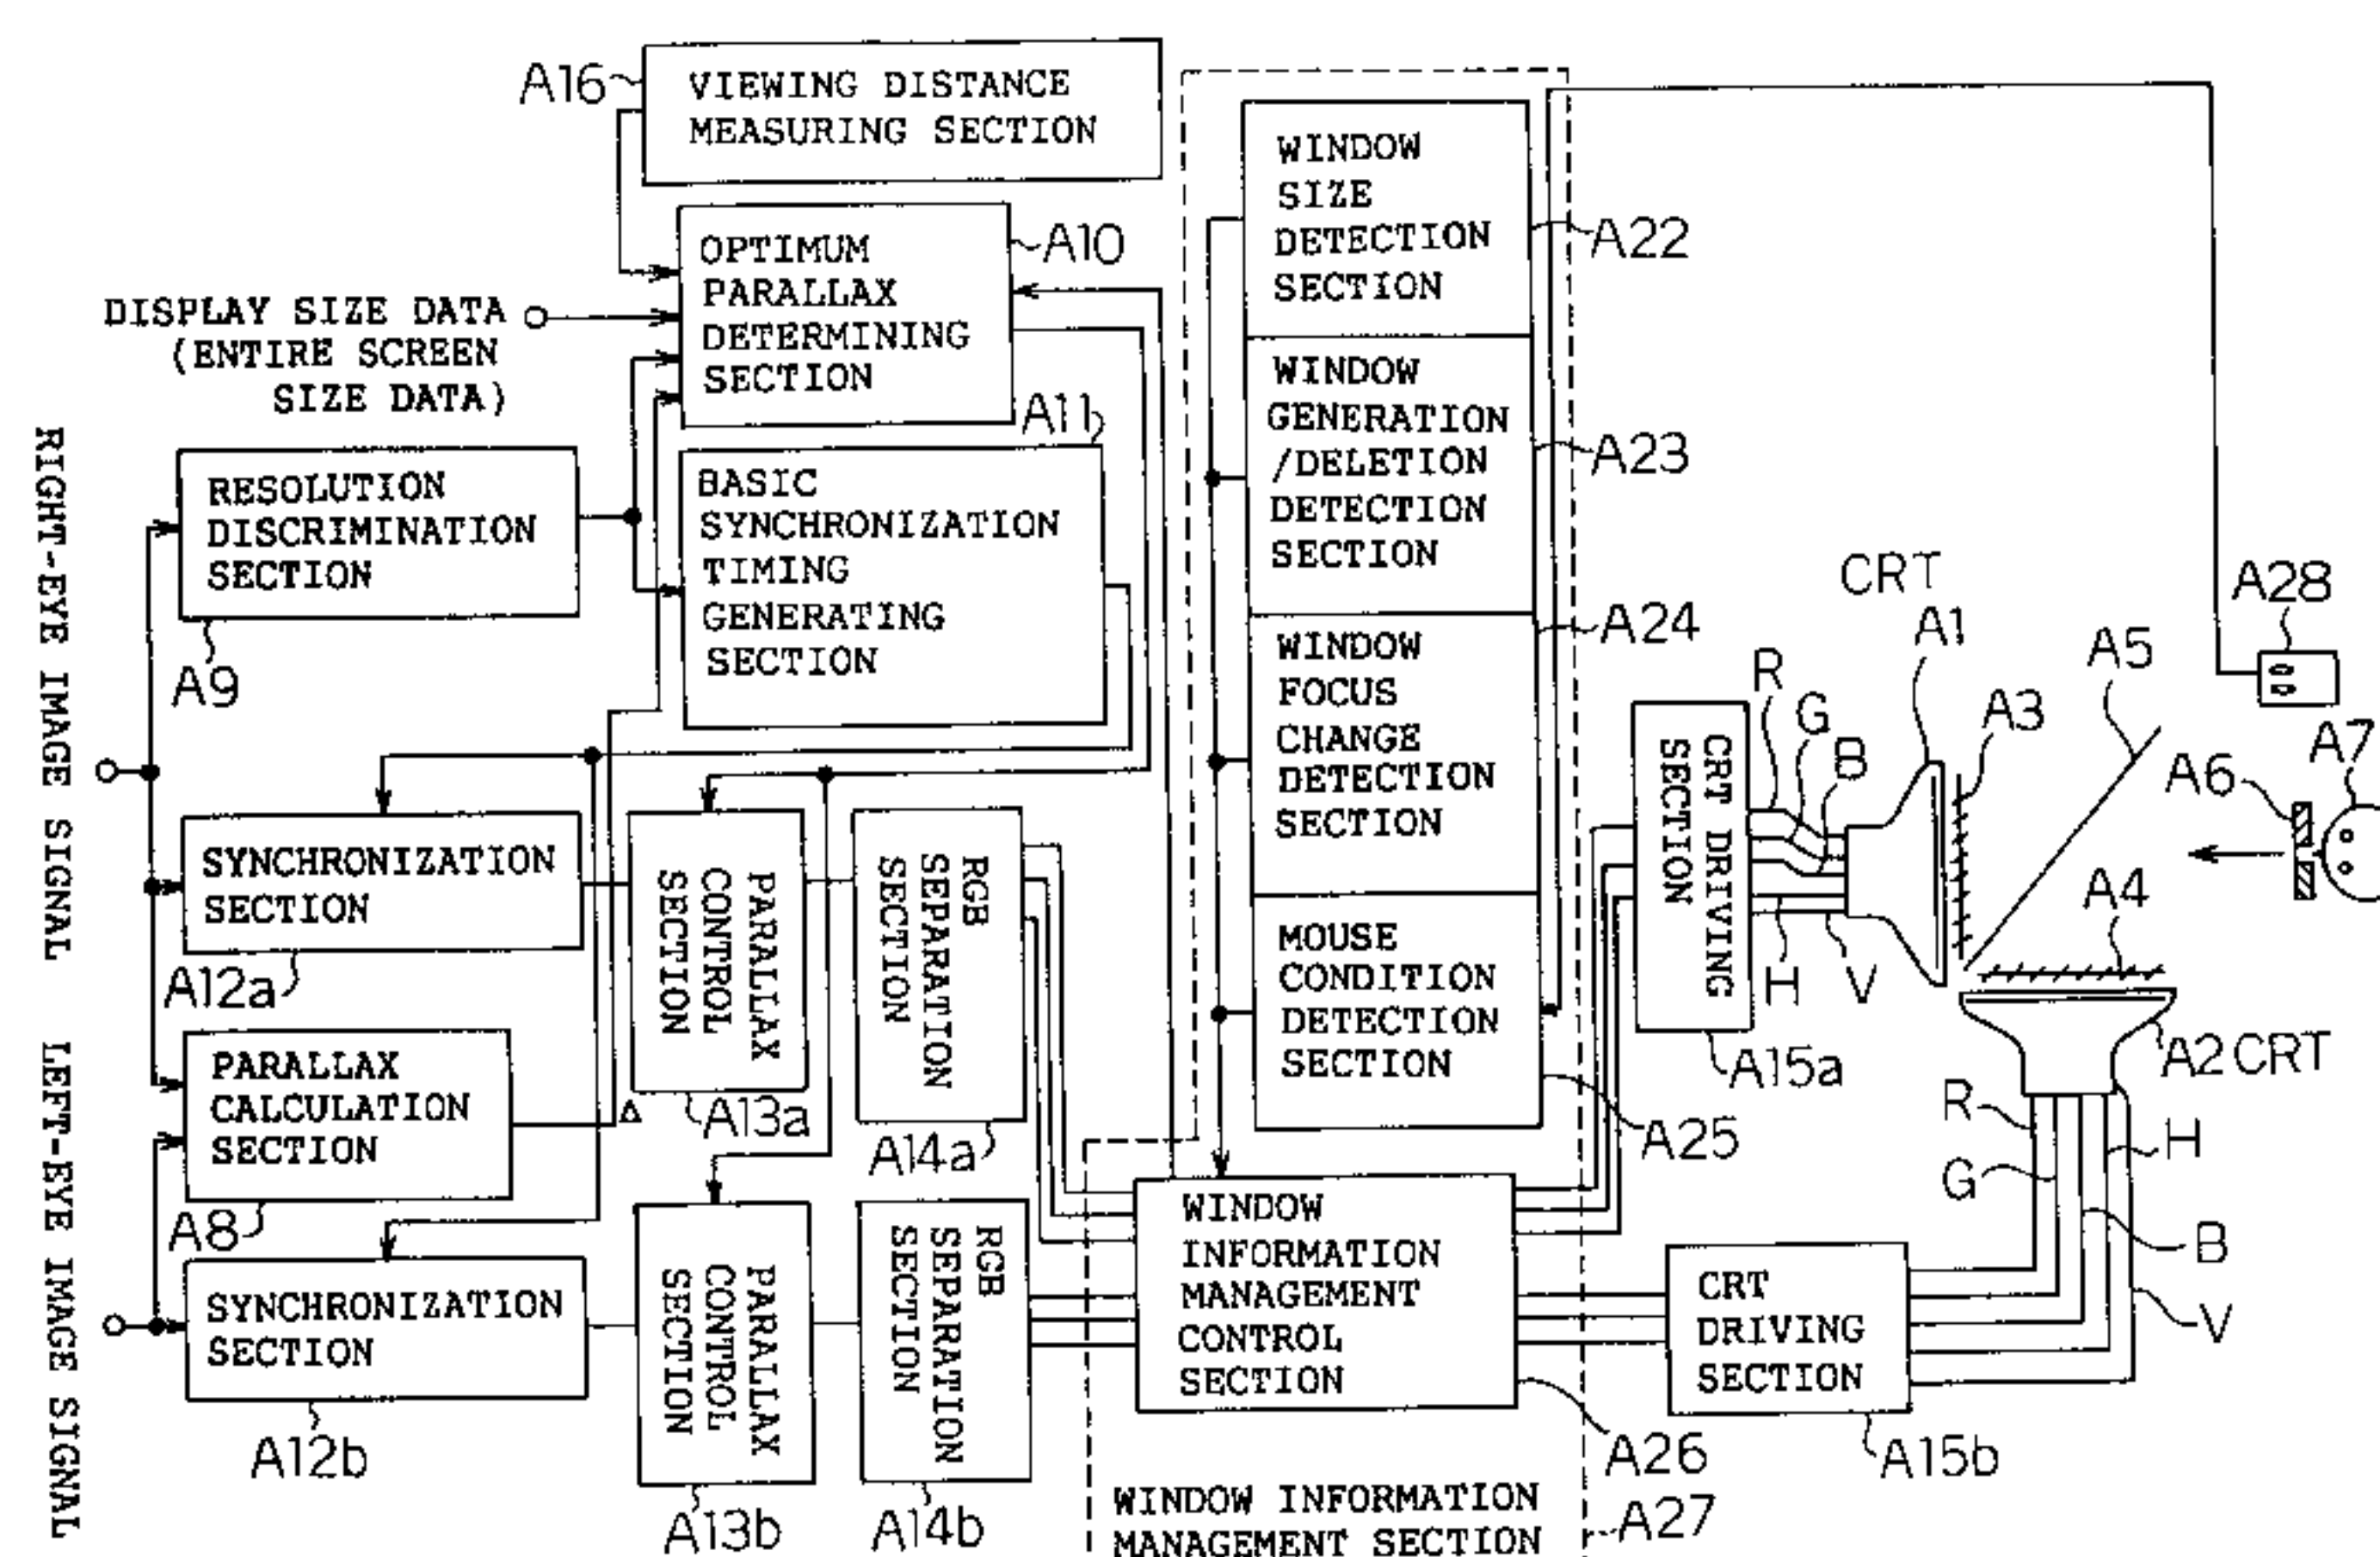 A16
VIEWING DISTANCE
MEASURING SECTION
OPTIMUM
PARALLAX
DETERMINING
SECTION
A10
DISPLAY SIZE DATA
(ENTIRE SCREEN
SIZE DATA)
A11
BASIC
SYNCHRONIZATION
TIMING
GENERATING
SECTION
RIGHT-EYE IMAGE SIGNAL
LEFT-EYE IMAGE SIGNAL
RESOLUTION
DISCRIMINATION
SECTION
A9
SYNCHRONIZATION
SECTION
A12a
PARALLAX
CALCULATION
SECTION
A8
Δ
SYNCHRONIZATION
SECTION
A12b
PARALLAX
CONTROL
SECTION
A13a
RGB
SEPARATION
SECTION
A14a
PARALLAX
CONTROL
SECTION
A13b
RGB
SEPARATION
SECTION
A14b
WINDOW
SIZE
DETECTION
SECTION
A22
WINDOW
GENERATION
/DELETION
DETECTION
SECTION
A23
WINDOW
FOCUS
CHANGE
DETECTION
SECTION
A24
MOUSE
CONDITION
DETECTION
SECTION
A25
WINDOW
INFORMATION
MANAGEMENT
CONTROL
SECTION
A26
WINDOW INFORMATION
MANAGEMENT SECTION
A27
CRT DRIVING
SECTION
A15a
R
G
B
H
V
CRT
A1
A3
A5
A28
A6
A7
A4
A2 CRT
R
G
H
B
V
CRT
DRIVING
SECTION
A15b